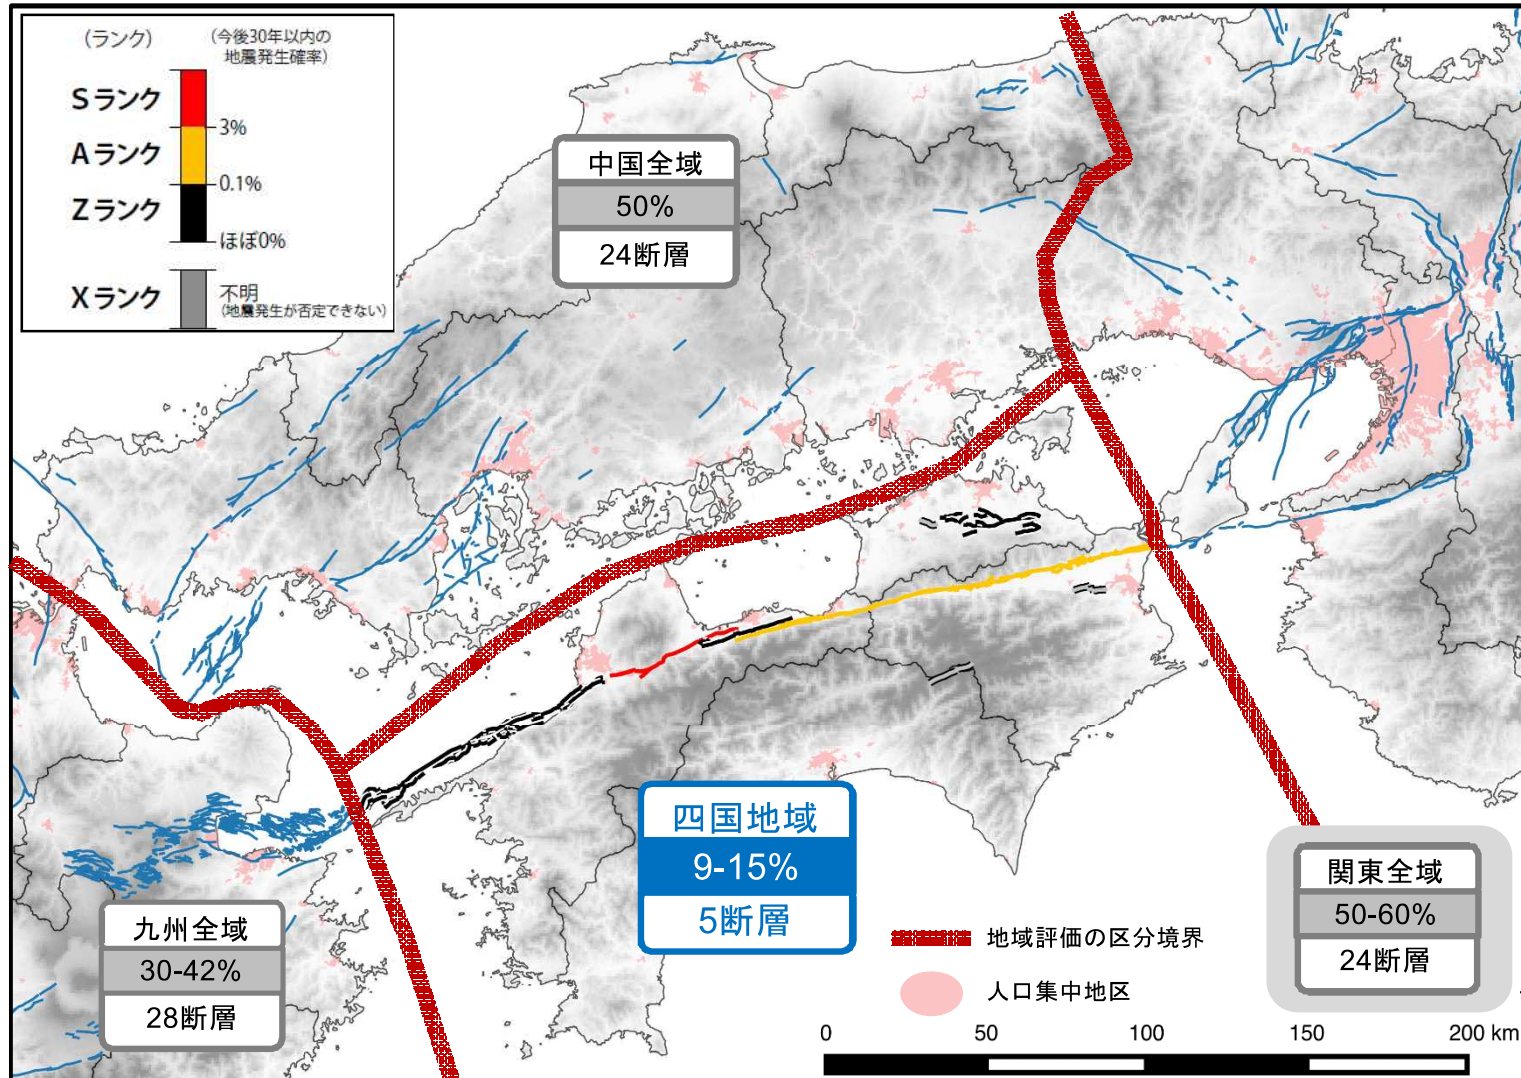 (ランク)
(今後30年以内の
地震発生確率)
Sランク
3%
Aランク
0.1%
Zランク
ほぼ0%
Xランク
不明
(地震発生が否定できない)
中国全域
50%
24断層
四国地域
9-15%
5断層
九州全域
30-42%
28断層
関東全域
50-60%
24断層
地域評価の区分境界
人口集中地区
0 50 100 150 200 km